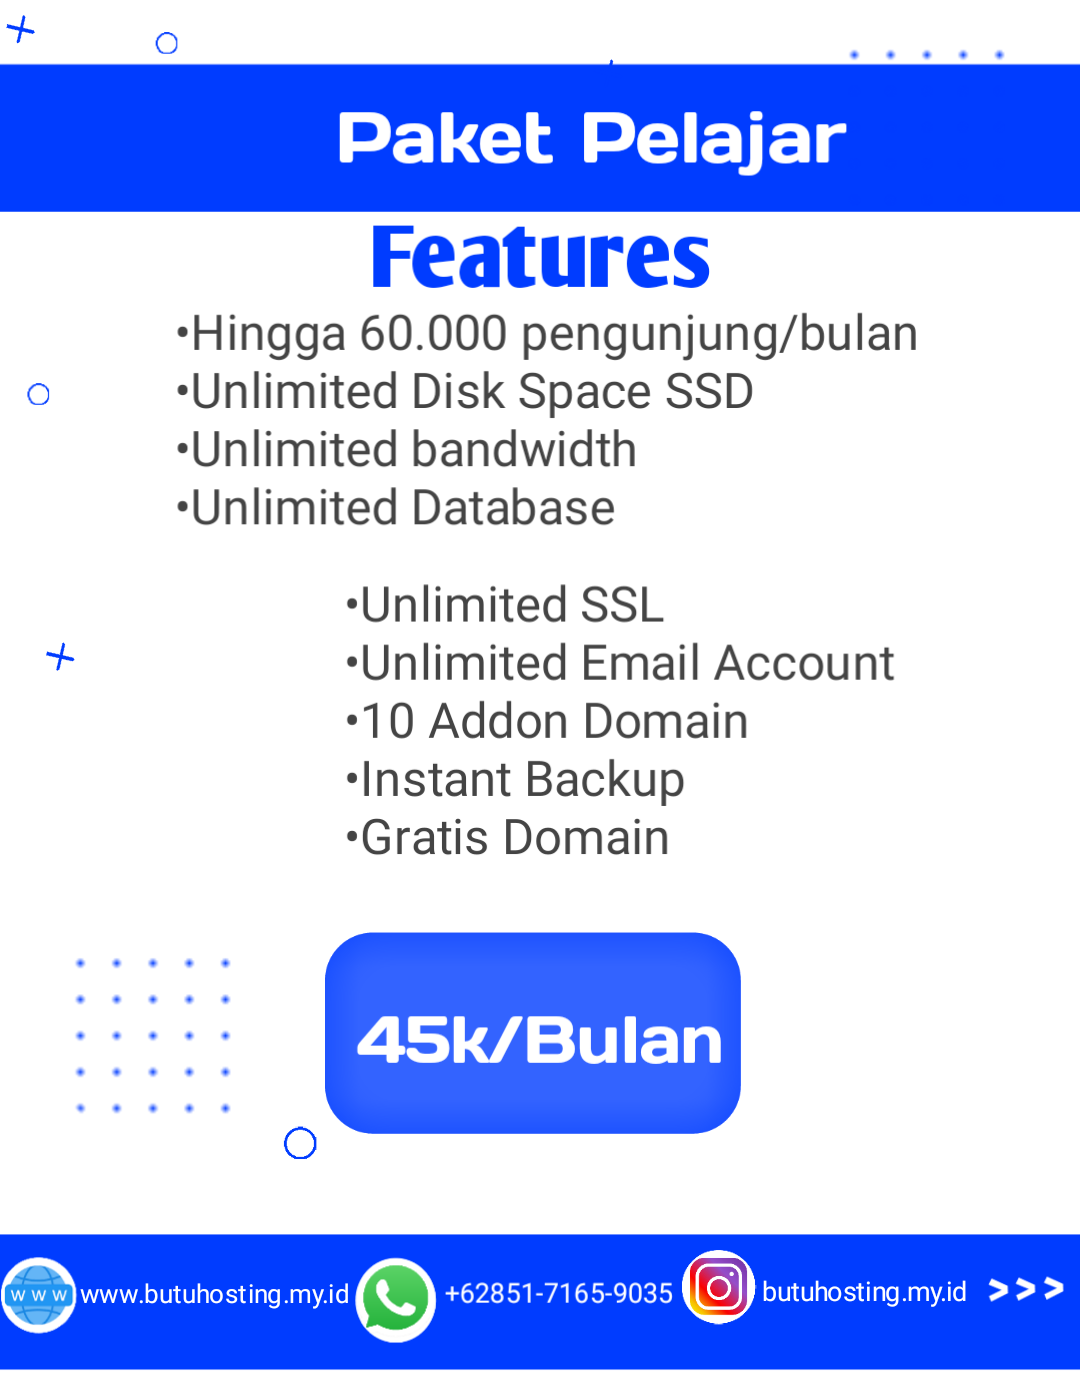 Paket Pelajar
Features
•Hingga 60.000 pengunjung/bulan
•Unlimited Disk Space SSD
•Unlimited bandwidth
•Unlimited Database
•Unlimited SSL
•Unlimited Email Account
•10 Addon Domain
•Instant Backup
•Gratis Domain
45k/Bulan
WWW www.butuhosting.my.id +62851-7165-9035 butuhosting.my.id >>>